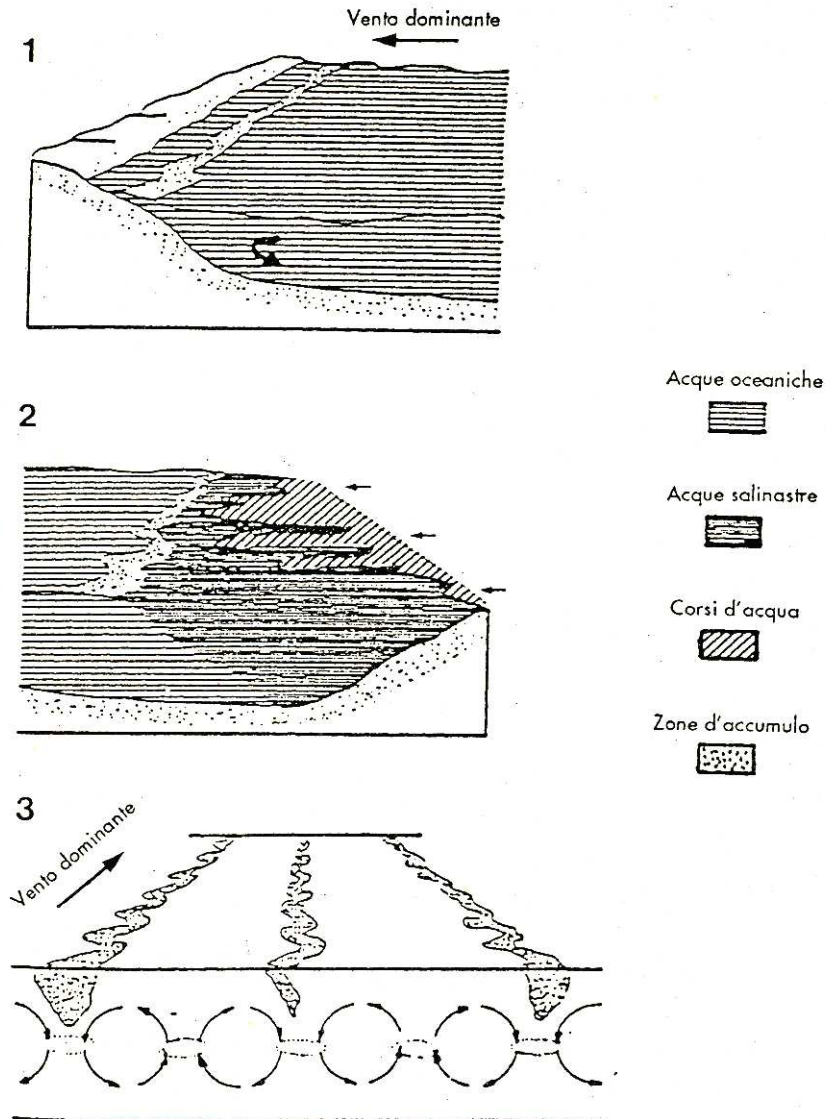 Vento dominante
1
2
Acque oceaniche
Acque salinastre
Corsi d'acqua
Zone d'accumulo
3
Vento dominante